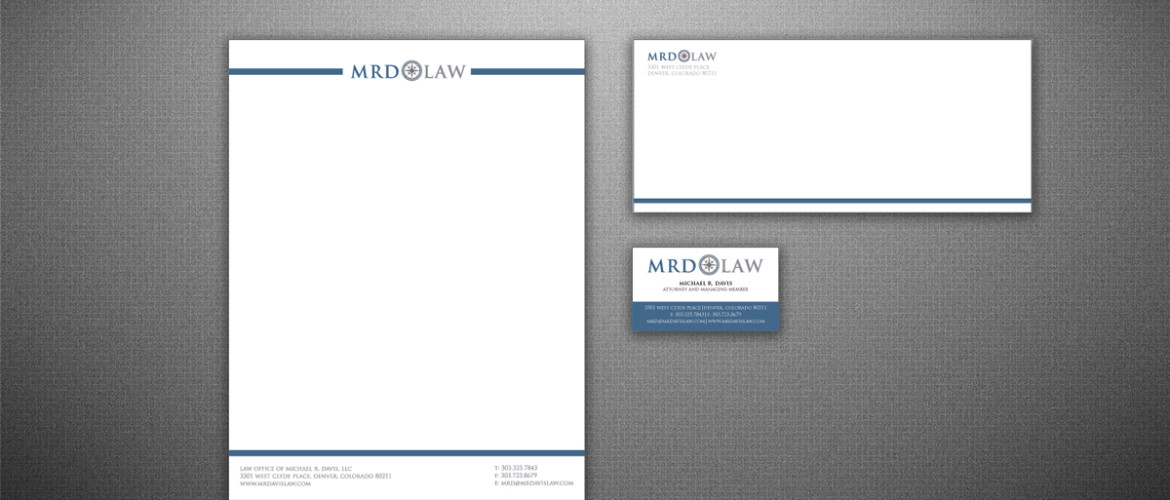 MRD LAW
LAW OFFICE OF MICHAEL R. DAVIS, LLC
3301 WEST CLYDE PLACE, DENVER, COLORADO 80211
WWW.MRDAVISLAW.COM
T: 303.325.7843
F: 303.723.8679
E: MRD@MRDAVISLAW.COM
MRD LAW
3301 WEST CLYDE PLACE
DENVER, COLORADO 80211
MRD LAW
MICHAEL R. DAVIS
ATTORNEY AND MANAGING MEMBER
3301 WEST CLYDE PLACE | DENVER, COLORADO 80211
T: 303.325.7843 | F: 303.723.8679
MRD@MRDAVISLAW.COM | WWW.MRDAVISLAW.COM